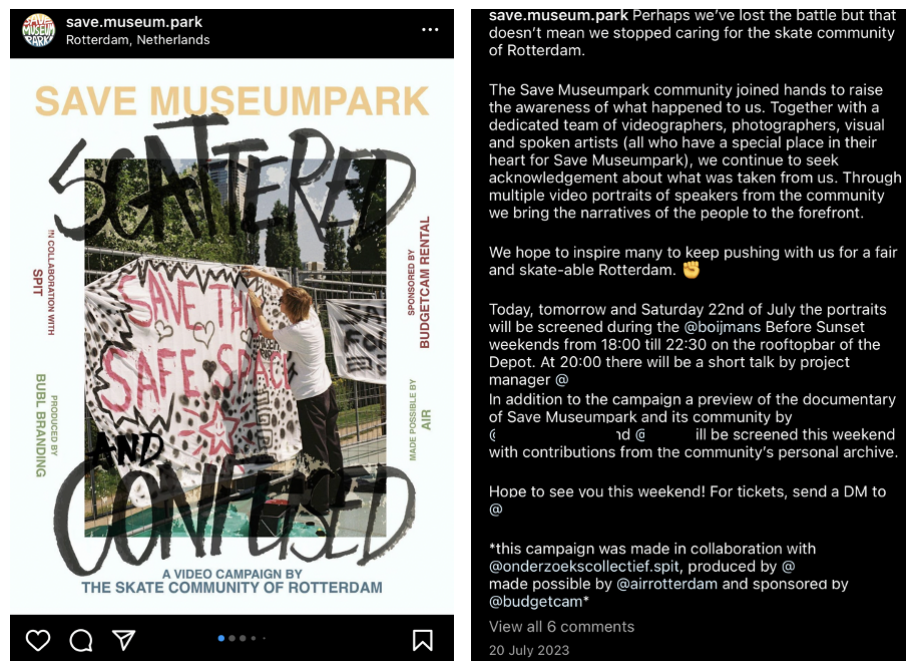 save.museum.park
Rotterdam, Netherlands
SAVE MUSEUMPARK
SCATTERED
IN COLLABORATION WITH
SPIT
SPONSORED BY
BUDGETCAM RENTAL
SAVE THI
SAFE SPACE
PRODUCED BY
BUBL BRANDING
MADE POSSIBLE BY
AIR
AND
CONFUSED
A VIDEO CAMPAIGN BY
THE SKATE COMMUNITY OF ROTTERDAM
save.museum.park Perhaps we've lost the battle but that
doesn't mean we stopped caring for the skate community
of Rotterdam.
The Save Museumpark community joined hands to raise
the awareness of what happened to us. Together with a
dedicated team of videographers, photographers, visual
and spoken artists (all who have a special place in their
heart for Save Museumpark), we continue to seek
acknowledgement about what was taken from us. Through
multiple video portraits of speakers from the community
we bring the narratives of the people to the forefront.
We hope to inspire many to keep pushing with us for a fair
and skate-able Rotterdam. ✊
Today, tomorrow and Saturday 22nd of July the portraits
will be screened during the @boijmans Before Sunset
weekends from 18:00 till 22:30 on the rooftopbar of the
Depot. At 20:00 there will be a short talk by project
manager @
In addition to the campaign a preview of the documentary
of Save Museumpark and its community by
@ nd @ ill be screened this weekend
with contributions from the community's personal archive.
Hope to see you this weekend! For tickets, send a DM to
@
*this campaign was made in collaboration with
@onderzoekscollectief.spit, produced by @
made possible by @airrotterdam and sponsored by
@budgetcam*
View all 6 comments
20 July 2023